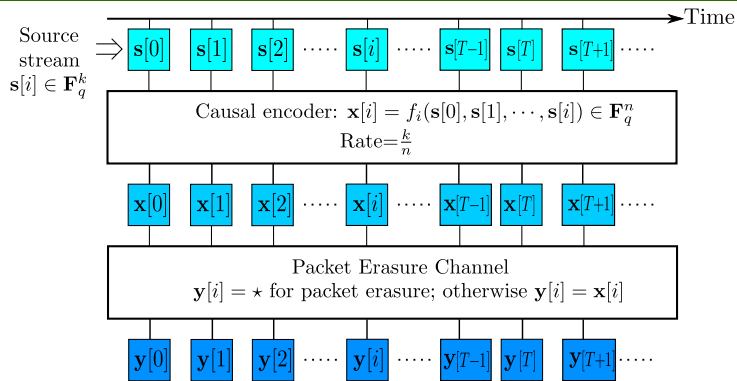 Time
Source
stream
s[i] ∈ F_q^k
s[0] s[1] s[2] ····· s[i] ····· s[T−1] s[T] s[T+1] ·····
Causal encoder: x[i] = f_i(s[0], s[1], ··· , s[i]) ∈ F_q^n
Rate=k/n
x[0] x[1] x[2] ····· x[i] ····· x[T−1] x[T] x[T+1] ·····
Packet Erasure Channel
y[i] = ⋆ for packet erasure; otherwise y[i] = x[i]
y[0] y[1] y[2] ····· y[i] ····· y[T−1] y[T] y[T+1] ·····